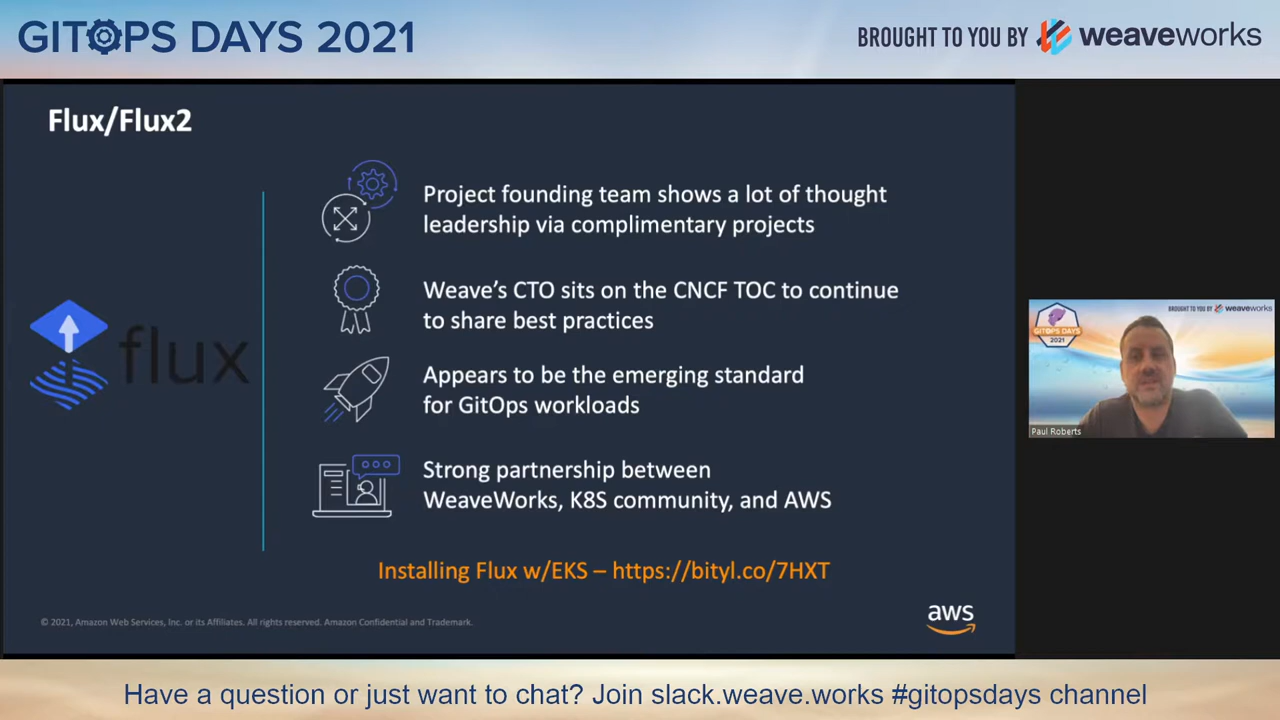 GITOPS DAYS 2021
BROUGHT TO YOU BY weaveworks
Flux/Flux2
Project founding team shows a lot of thought
leadership via complimentary projects
Weave's CTO sits on the CNCF TOC to continue
to share best practices
flux
Appears to be the emerging standard
for GitOps workloads
Strong partnership between
WeaveWorks, K8S community, and AWS
Installing Flux w/EKS – https://bityl.co/7HXT
© 2021, Amazon Web Services, Inc. or its Affiliates. All rights reserved. Amazon Confidential and Trademark.
aws
BROUGHT TO YOU BY weaveworks
GITOPS DAYS
2021
Paul Roberts
Have a question or just want to chat? Join slack.weave.works #gitopsdays channel